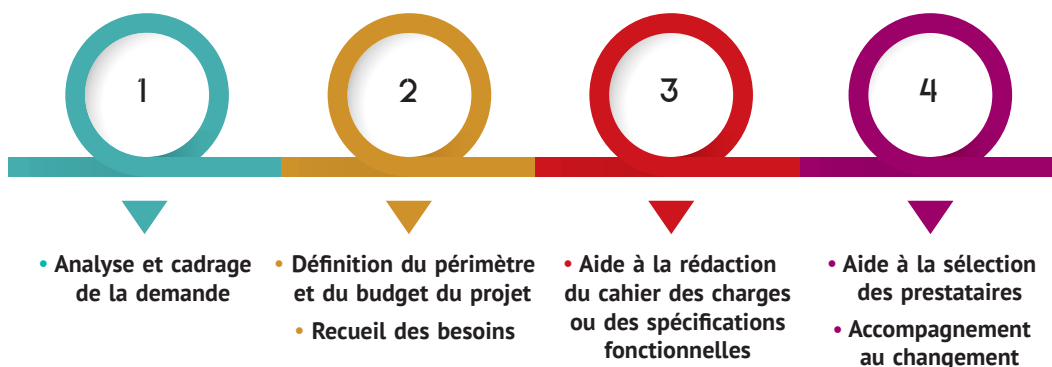 1
2
3
4
• Analyse et cadrage
de la demande
• Définition du périmètre
et du budget du projet
• Recueil des besoins
• Aide à la rédaction
du cahier des charges
ou des spécifications
fonctionnelles
• Aide à la sélection
des prestataires
• Accompagnement
au changement